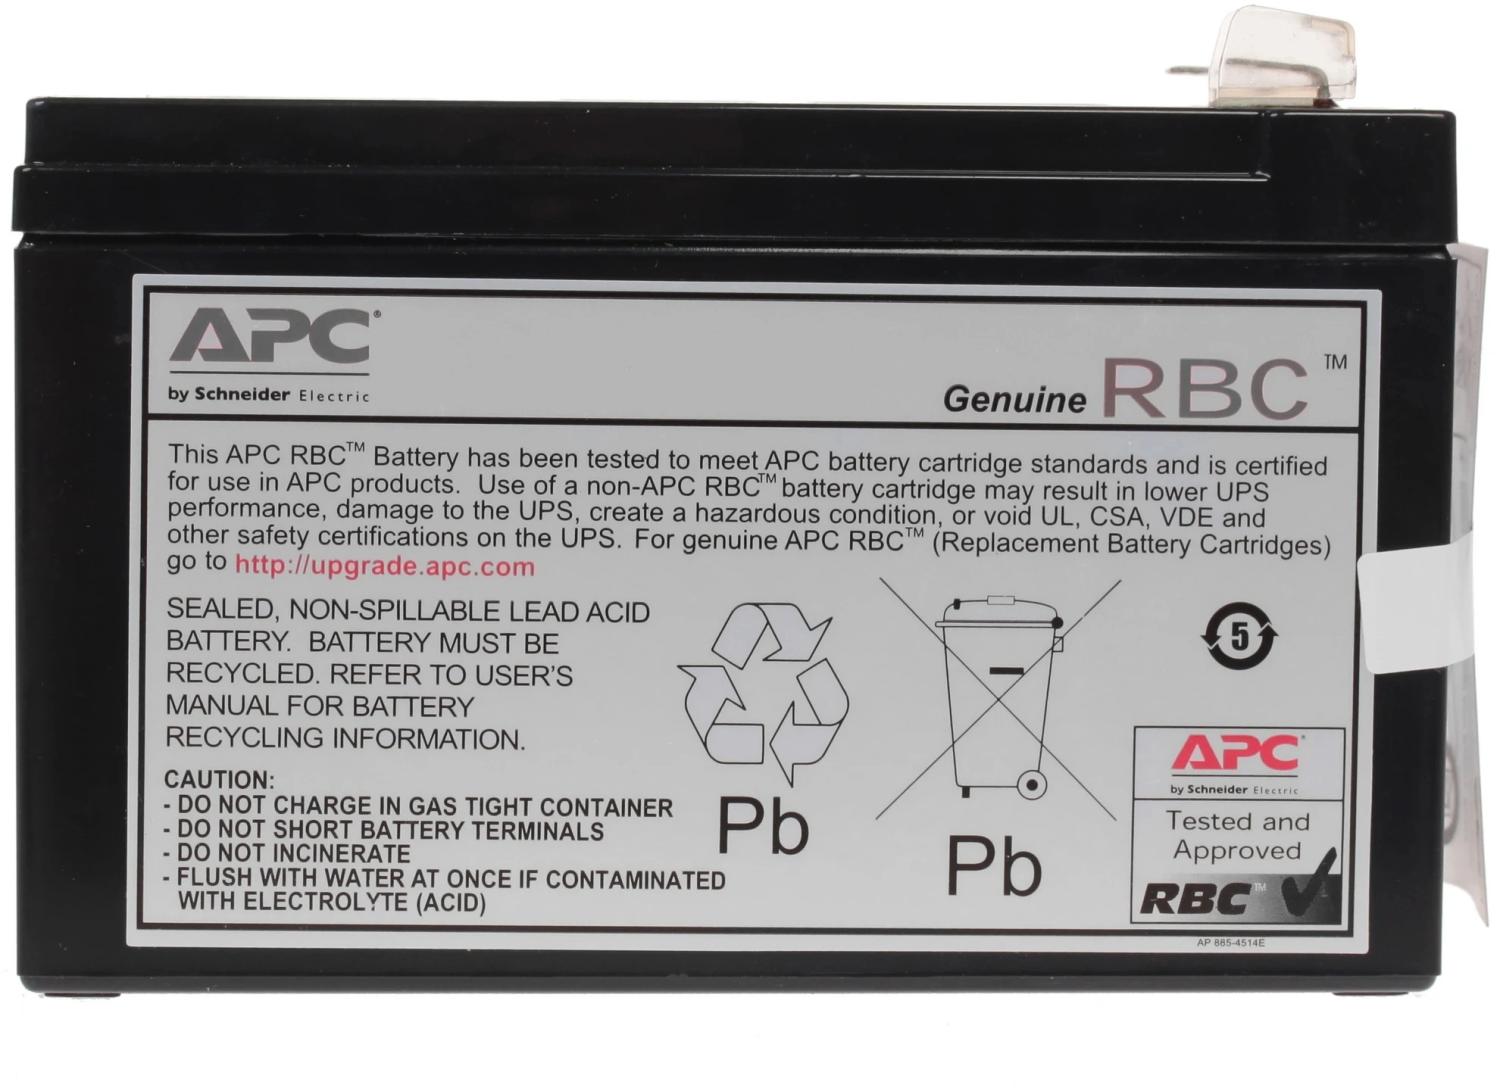 APC®
by Schneider Electric
Genuine RBC™
This APC RBC™ Battery has been tested to meet APC battery cartridge standards and is certified
for use in APC products. Use of a non-APC RBC™ battery cartridge may result in lower UPS
performance, damage to the UPS, create a hazardous condition, or void UL, CSA, VDE and
other safety certifications on the UPS. For genuine APC RBC™ (Replacement Battery Cartridges)
go to http://upgrade.apc.com
SEALED, NON-SPILLABLE LEAD ACID
BATTERY. BATTERY MUST BE
RECYCLED. REFER TO USER'S
MANUAL FOR BATTERY
RECYCLING INFORMATION.
CAUTION:
- DO NOT CHARGE IN GAS TIGHT CONTAINER
- DO NOT SHORT BATTERY TERMINALS
- DO NOT INCINERATE
- FLUSH WITH WATER AT ONCE IF CONTAMINATED
WITH ELECTROLYTE (ACID)
Pb
Pb
5
APC®
by Schneider Electric
Tested and
Approved
RBC™
AP 885-4514E